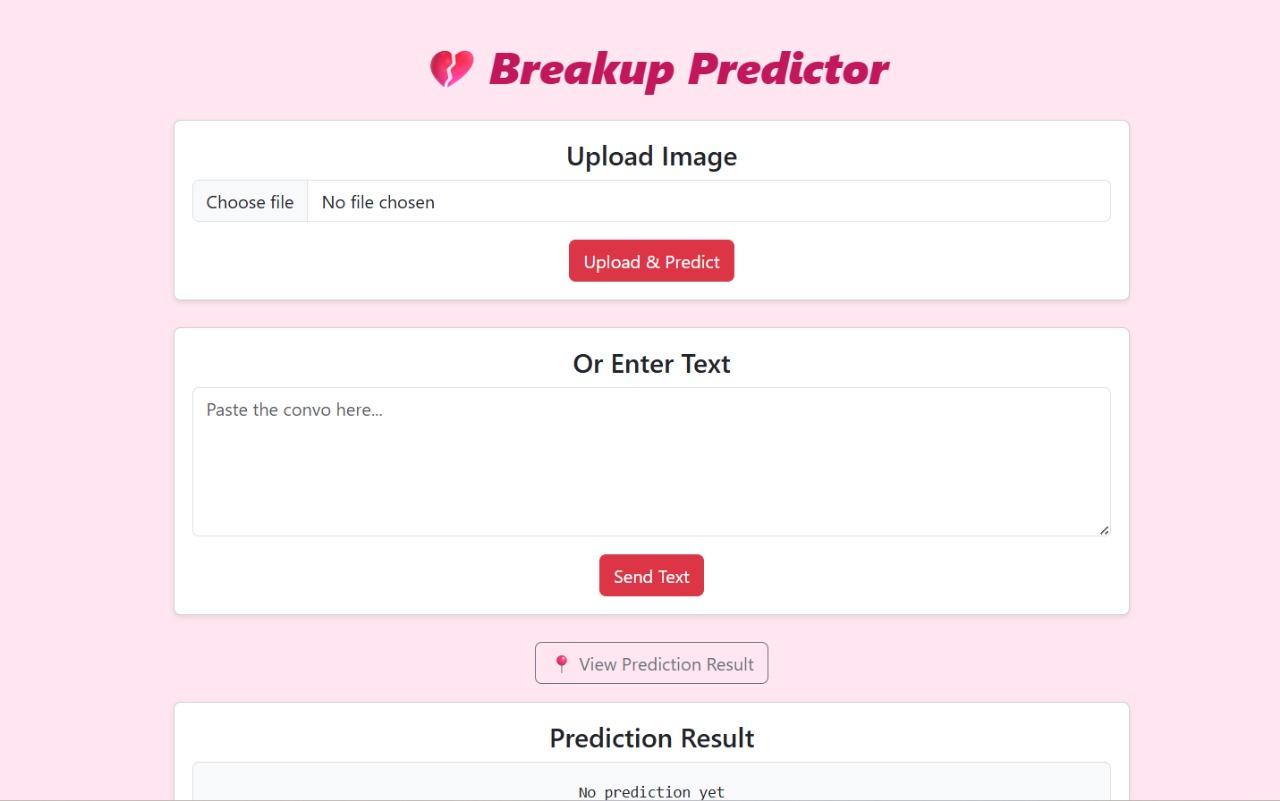 💔 Breakup Predictor
Upload Image
Choose file No file chosen
Upload & Predict
Or Enter Text
Paste the convo here...
Send Text
📍 View Prediction Result
Prediction Result
No prediction yet